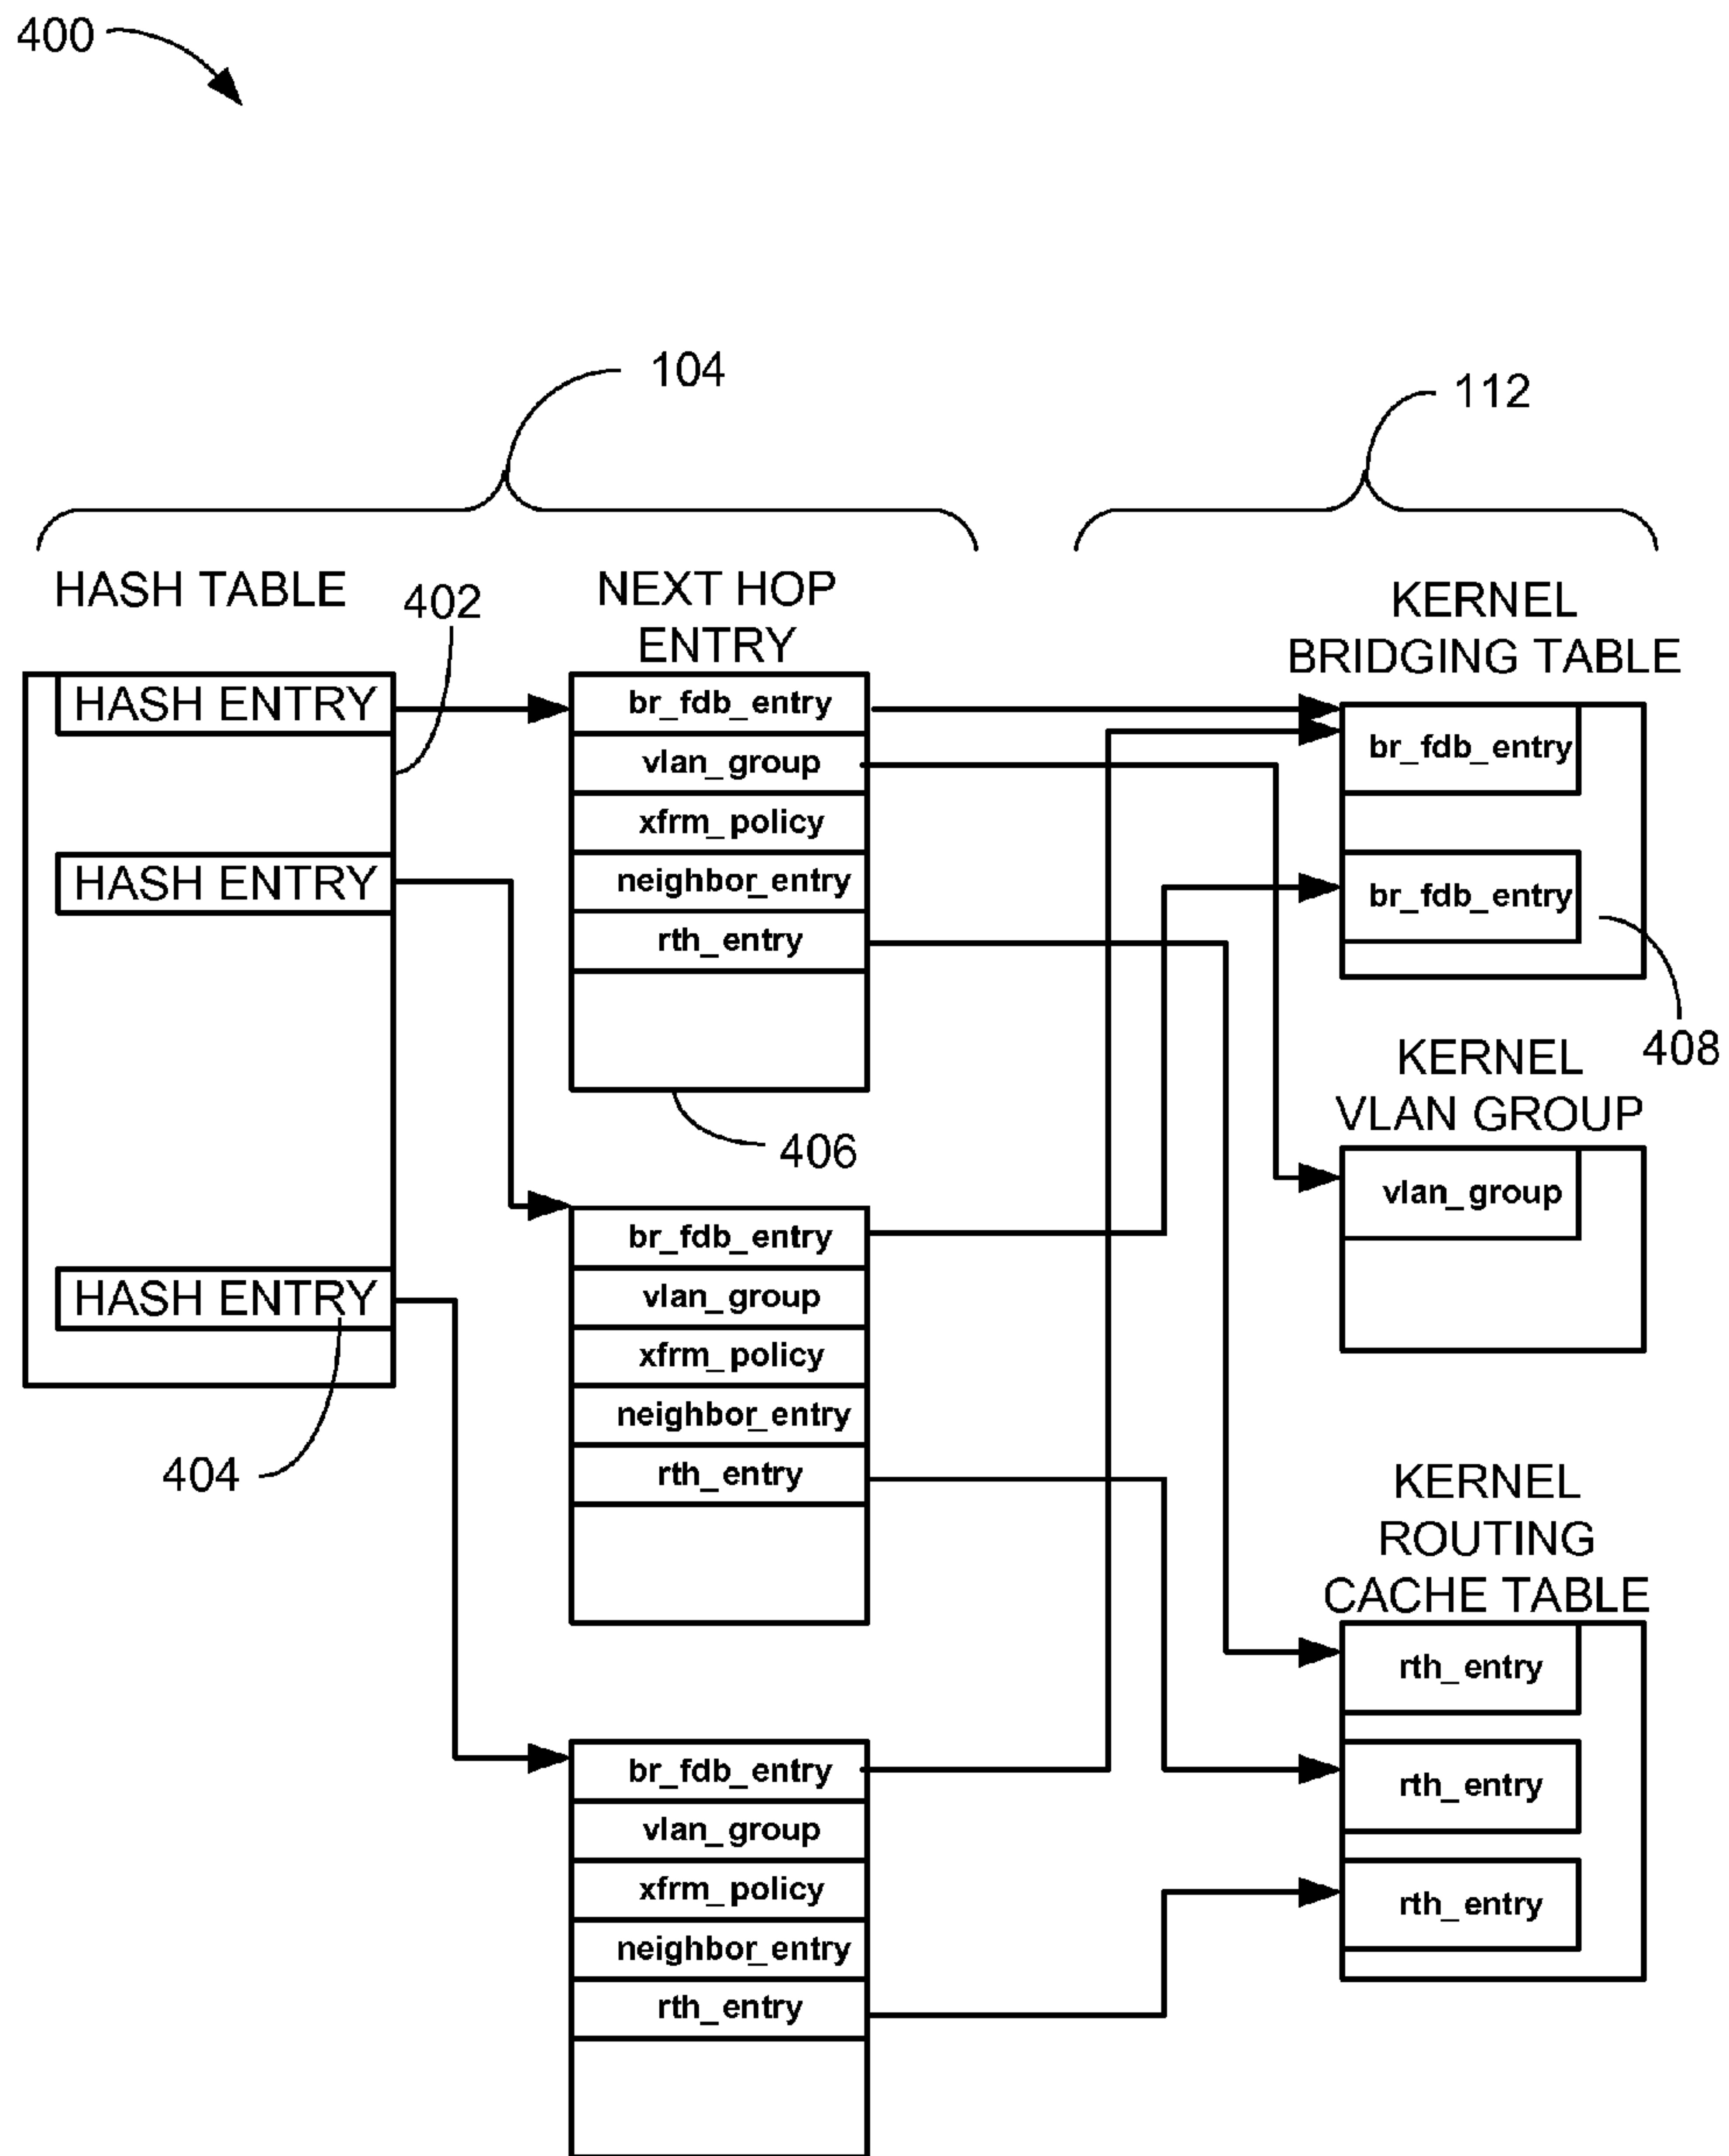 400
104
112
HASH TABLE
402
NEXT HOP
ENTRY
KERNEL
BRIDGING TABLE
HASH ENTRY
HASH ENTRY
HASH ENTRY
404
br_fdb_entry
vlan_group
xfrm_policy
neighbor_entry
rth_entry
406
br_fdb_entry
vlan_group
xfrm_policy
neighbor_entry
rth_entry
br_fdb_entry
vlan_group
xfrm_policy
neighbor_entry
rth_entry
br_fdb_entry
br_fdb_entry
408
KERNEL
VLAN GROUP
vlan_group
KERNEL
ROUTING
CACHE TABLE
rth_entry
rth_entry
rth_entry